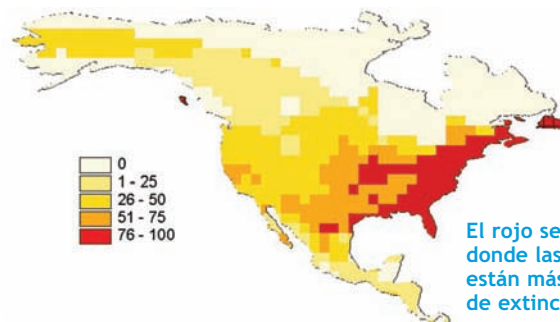 0
1 - 25
26 - 50
51 - 75
76 - 100
El rojo se
donde las
están más
de extinc